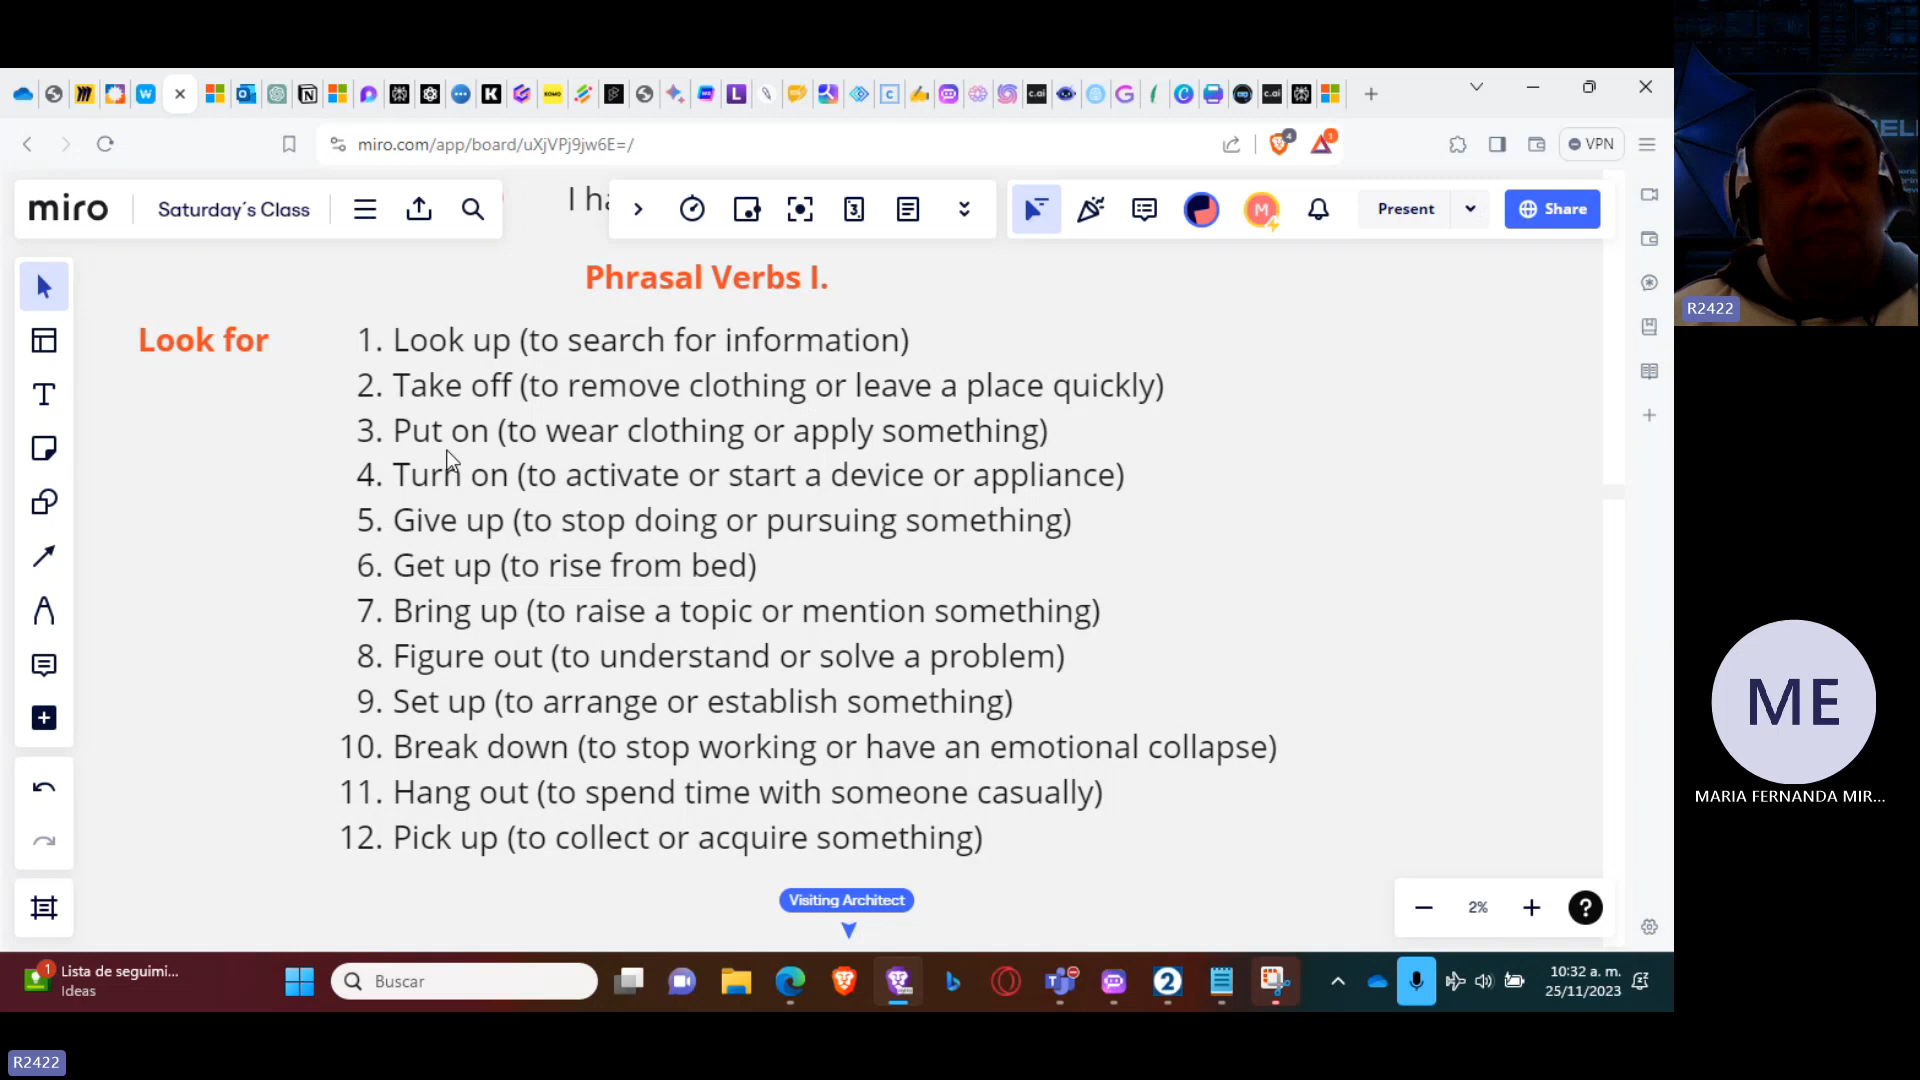 miro.com/app/board/uXjVPj9jw6E=/
4
1
VPN
miro
Saturday´s Class
I ha
3
M
Present
Share
Phrasal Verbs I.
Look for
1. Look up (to search for information)
2. Take off (to remove clothing or leave a place quickly)
3. Put on (to wear clothing or apply something)
4. Turn on (to activate or start a device or appliance)
5. Give up (to stop doing or pursuing something)
6. Get up (to rise from bed)
7. Bring up (to raise a topic or mention something)
8. Figure out (to understand or solve a problem)
9. Set up (to arrange or establish something)
10. Break down (to stop working or have an emotional collapse)
11. Hang out (to spend time with someone casually)
12. Pick up (to collect or acquire something)
Visiting Architect
2%
?
R2422
ME
MARIA FERNANDA MIR...
1
Lista de seguimi...
Ideas
Buscar
10:32 a. m.
25/11/2023
R2422